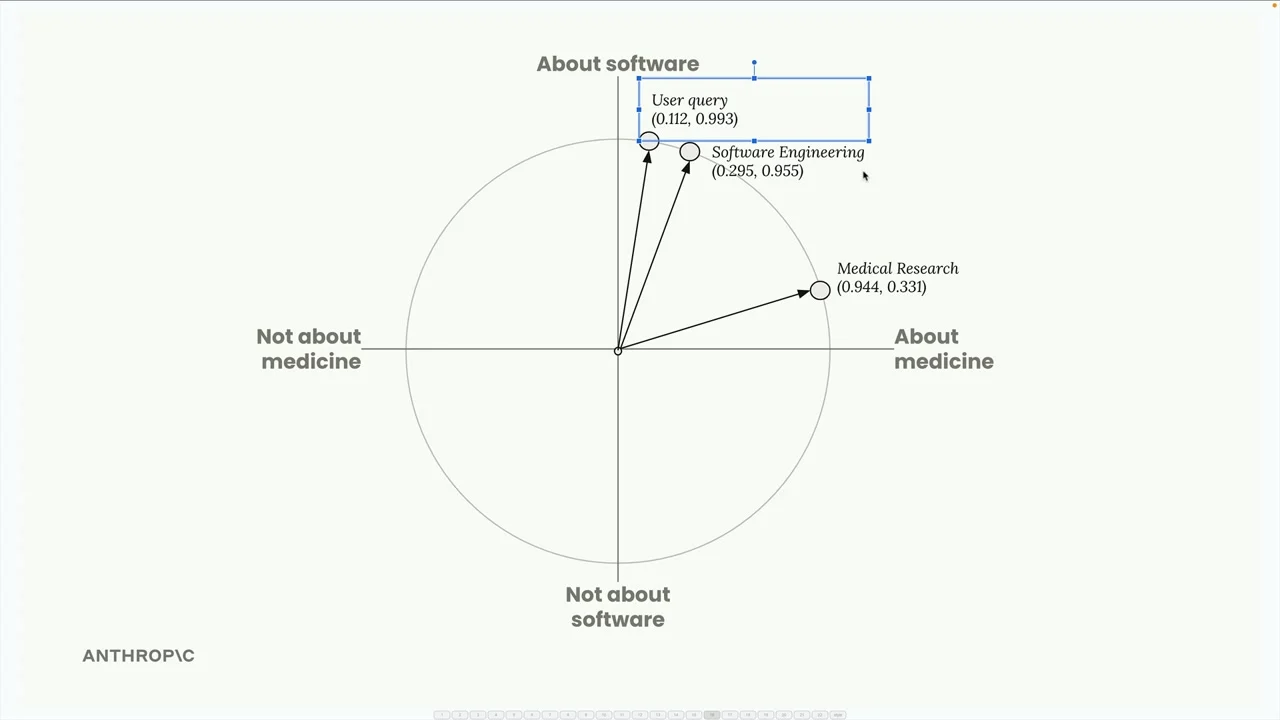 About software
User query
(0.112, 0.993)
Software Engineering
(0.295, 0.955)
Medical Research
(0.944, 0.331)
Not about
medicine
About
medicine
Not about
software
ANTHROP\C